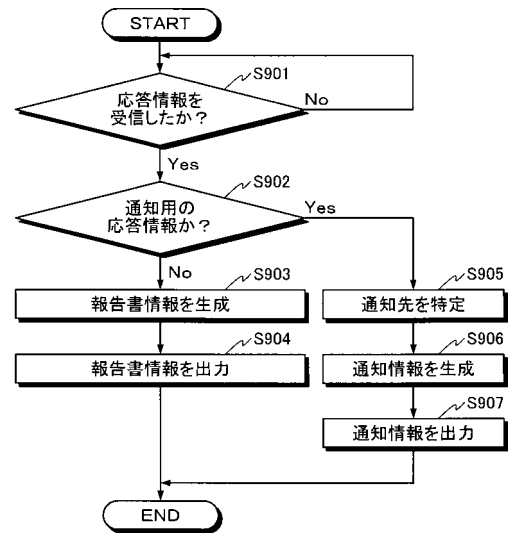 START
S901
応答情報を
受信したか？
No
Yes
S902
通知用の
応答情報か？
Yes
No
S903
報告書情報を生成
S904
報告書情報を出力
S905
通知先を特定
S906
通知情報を生成
S907
通知情報を出力
END